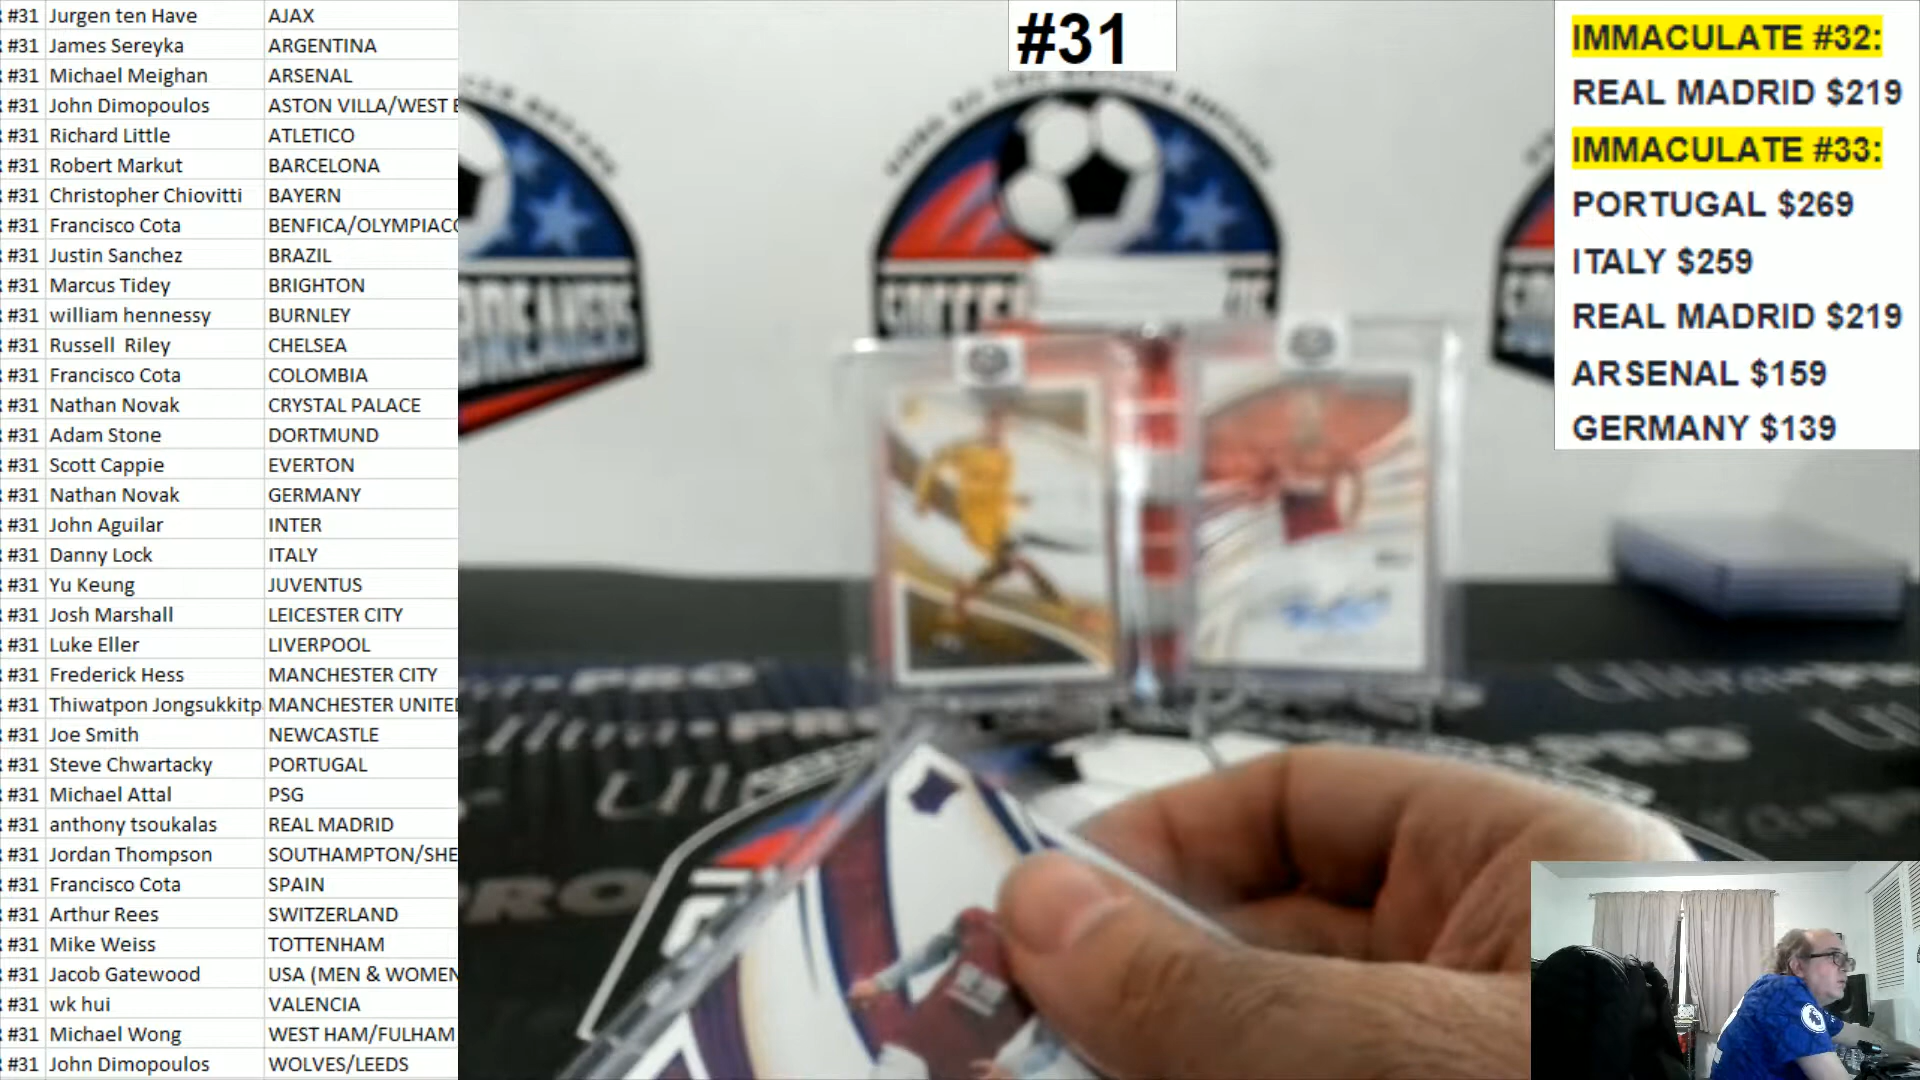 #31 Jurgen ten Have AJAX
#31 James Sereyka ARGENTINA
#31 Michael Meighan ARSENAL
#31 John Dimopoulos ASTON VILLA/WEST
#31 Richard Little ATLETICO
#31 Robert Markut BARCELONA
#31 Christopher Chiovitti BAYERN
#31 Francisco Cota BENFICA/OLYMPIAC
#31 Justin Sanchez BRAZIL
#31 Marcus Tidey BRIGHTON
#31 william hennessy BURNLEY
#31 Russell Riley CHELSEA
#31 Francisco Cota COLOMBIA
#31 Nathan Novak CRYSTAL PALACE
#31 Adam Stone DORTMUND
#31 Scott Cappie EVERTON
#31 Nathan Novak GERMANY
#31 John Aguilar INTER
#31 Danny Lock ITALY
#31 Yu Keung JUVENTUS
#31 Josh Marshall LEICESTER CITY
#31 Luke Eller LIVERPOOL
#31 Frederick Hess MANCHESTER CITY
#31 Thiwatpon Jongsukkitp MANCHESTER UNITED
#31 Joe Smith NEWCASTLE
#31 Steve Chwartacky PORTUGAL
#31 Michael Attal PSG
#31 anthony tsoukalas REAL MADRID
#31 Jordan Thompson SOUTHAMPTON/SHE
#31 Francisco Cota SPAIN
#31 Arthur Rees SWITZERLAND
#31 Mike Weiss TOTTENHAM
#31 Jacob Gatewood USA (MEN & WOMEN
#31 wk hui VALENCIA
#31 Michael Wong WEST HAM/FULHAM
#31 John Dimopoulos WOLVES/LEEDS
#31
IMMACULATE #32:
REAL MADRID $219
IMMACULATE #33:
PORTUGAL $269
ITALY $259
REAL MADRID $219
ARSENAL $159
GERMANY $139